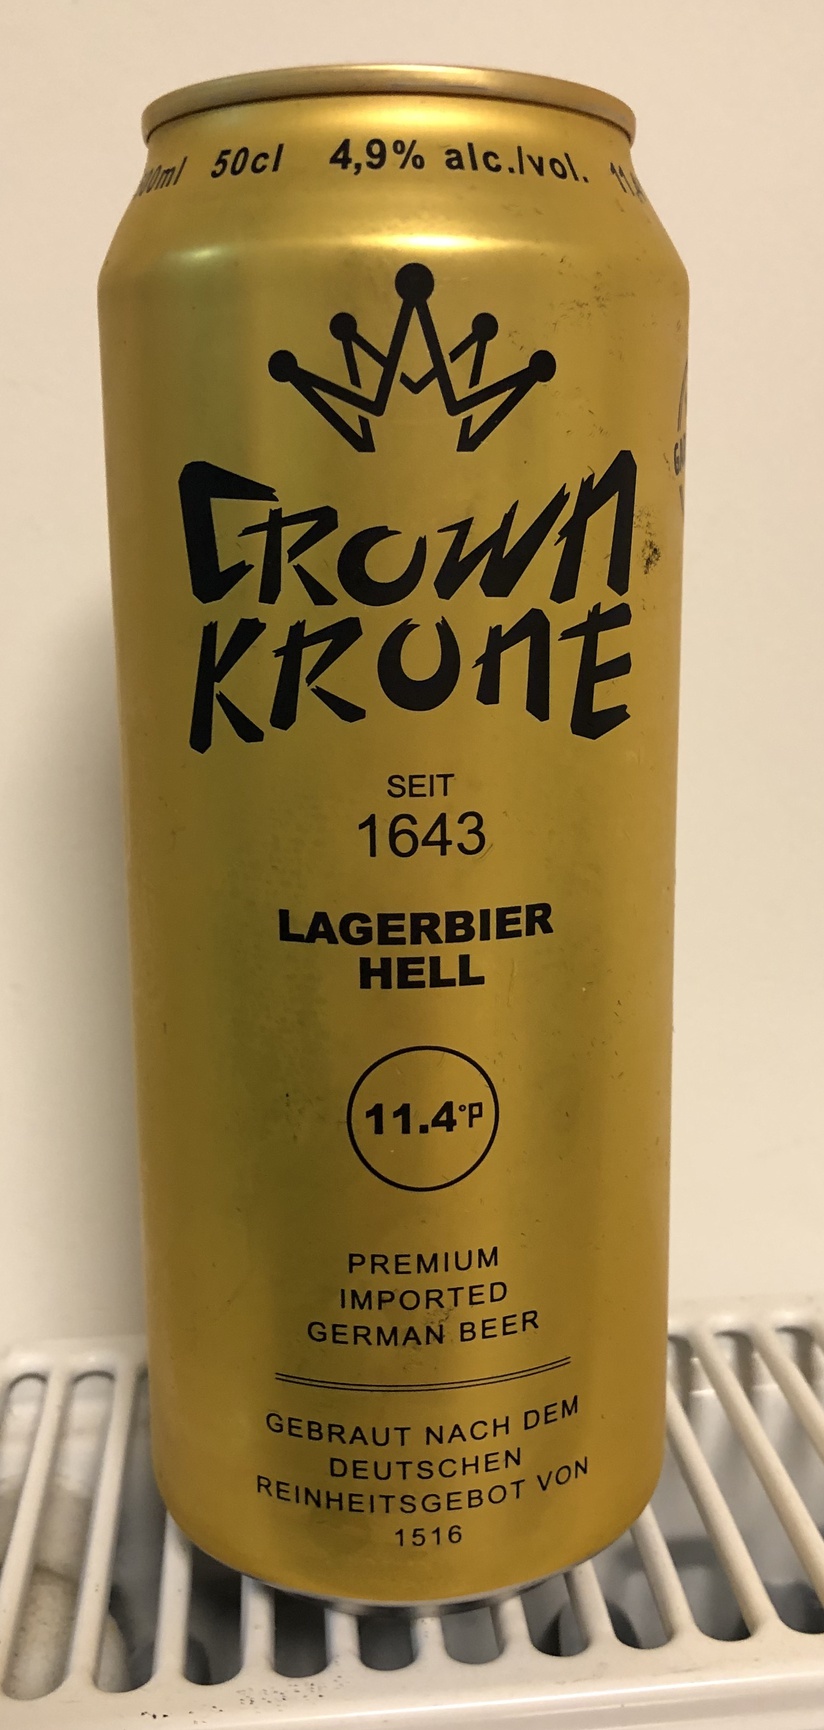 50cl 4,9% alc./vol.
CROWN
KRONE
SEIT
1643
LAGERBIER
HELL
11.4°P
PREMIUM
IMPORTED
GERMAN BEER
GEBRAUT NACH DEM
DEUTSCHEN
REINHEITSGEBOT VON
1516